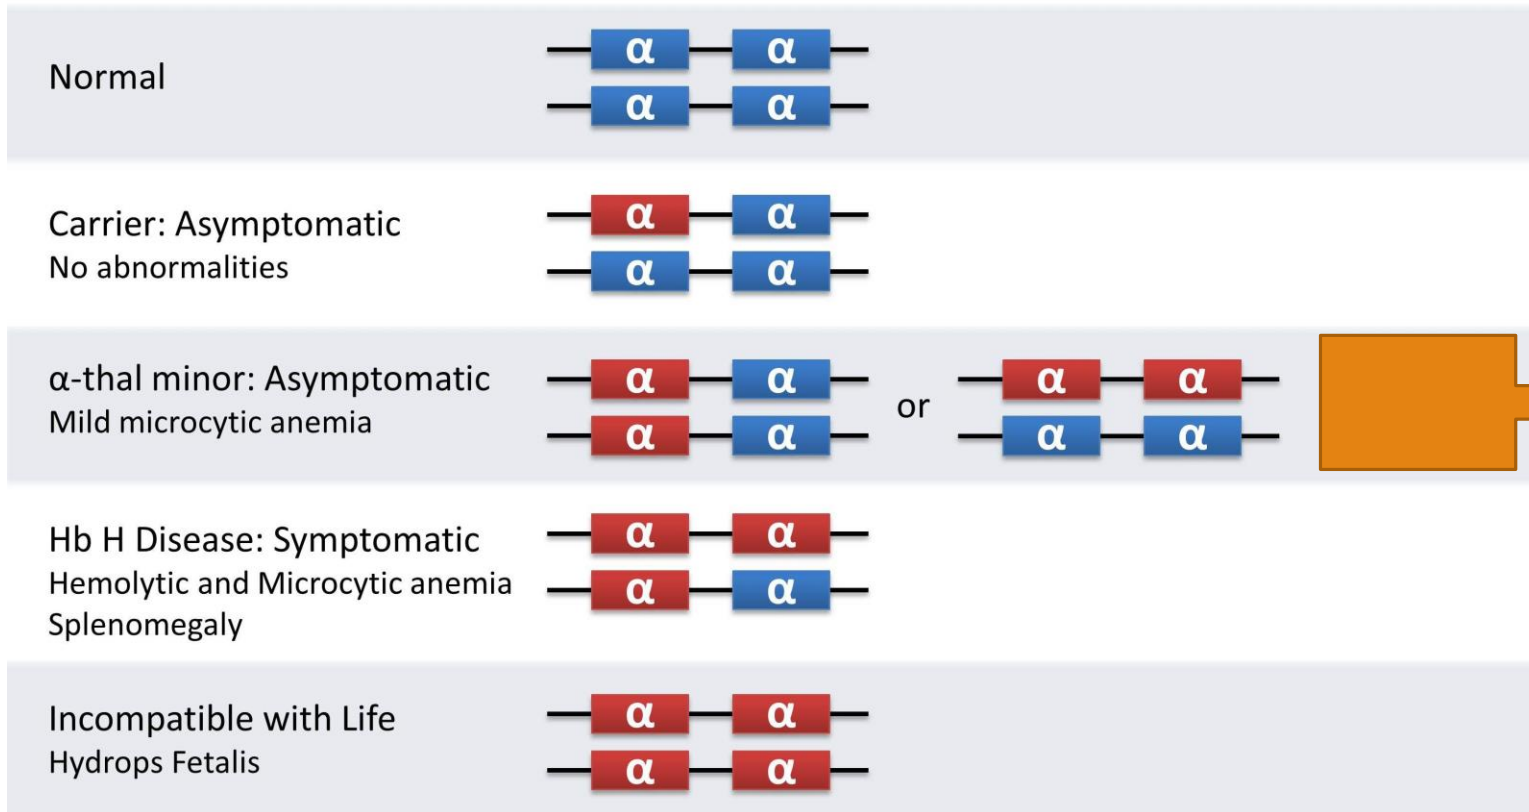 Normal
α α
α α
Carrier: Asymptomatic
No abnormalities
α α
α α
α-thal minor: Asymptomatic
Mild microcytic anemia
α α
α α
or
α α
α α
Hb H Disease: Symptomatic
Hemolytic and Microcytic anemia
Splenomegaly
α α
α α
Incompatible with Life
Hydrops Fetalis
α α
α α